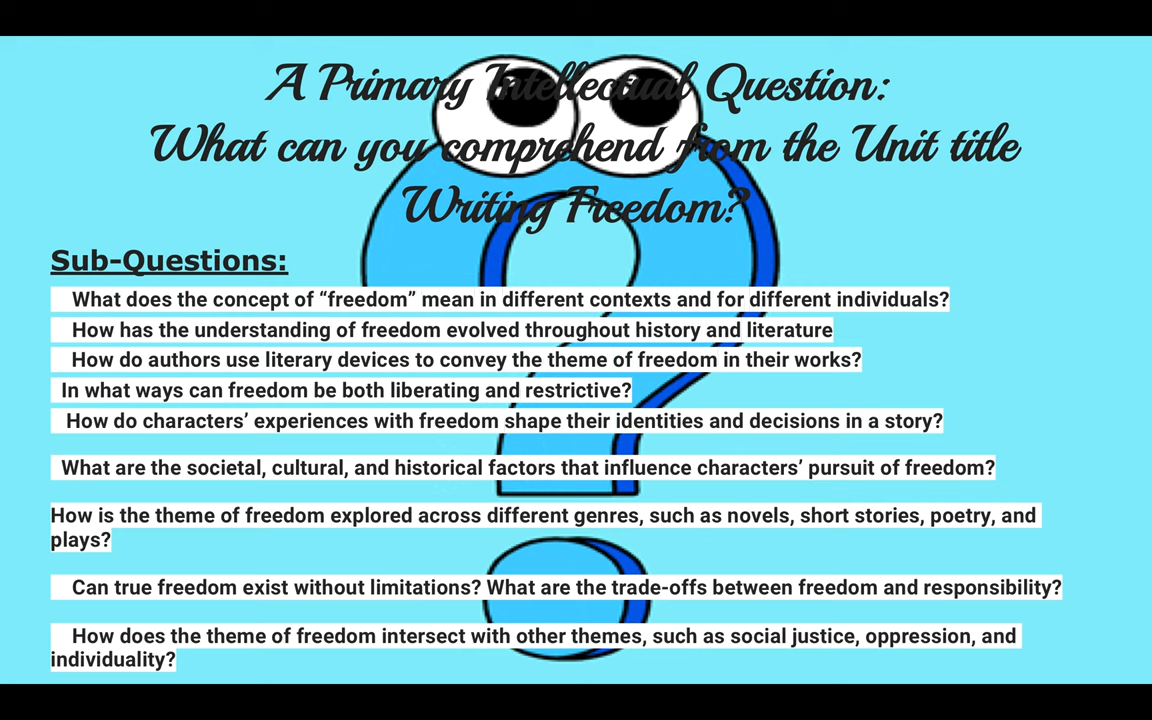 A Primary Intellectual Question:
What can you comprehend from the Unit title
Writing Freedom?
Sub-Questions:
What does the concept of “freedom” mean in different contexts and for different individuals?
How has the understanding of freedom evolved throughout history and literature
How do authors use literary devices to convey the theme of freedom in their works?
In what ways can freedom be both liberating and restrictive?
How do characters’ experiences with freedom shape their identities and decisions in a story?
What are the societal, cultural, and historical factors that influence characters’ pursuit of freedom?
How is the theme of freedom explored across different genres, such as novels, short stories, poetry, and
plays?
Can true freedom exist without limitations? What are the trade-offs between freedom and responsibility?
How does the theme of freedom intersect with other themes, such as social justice, oppression, and
individuality?